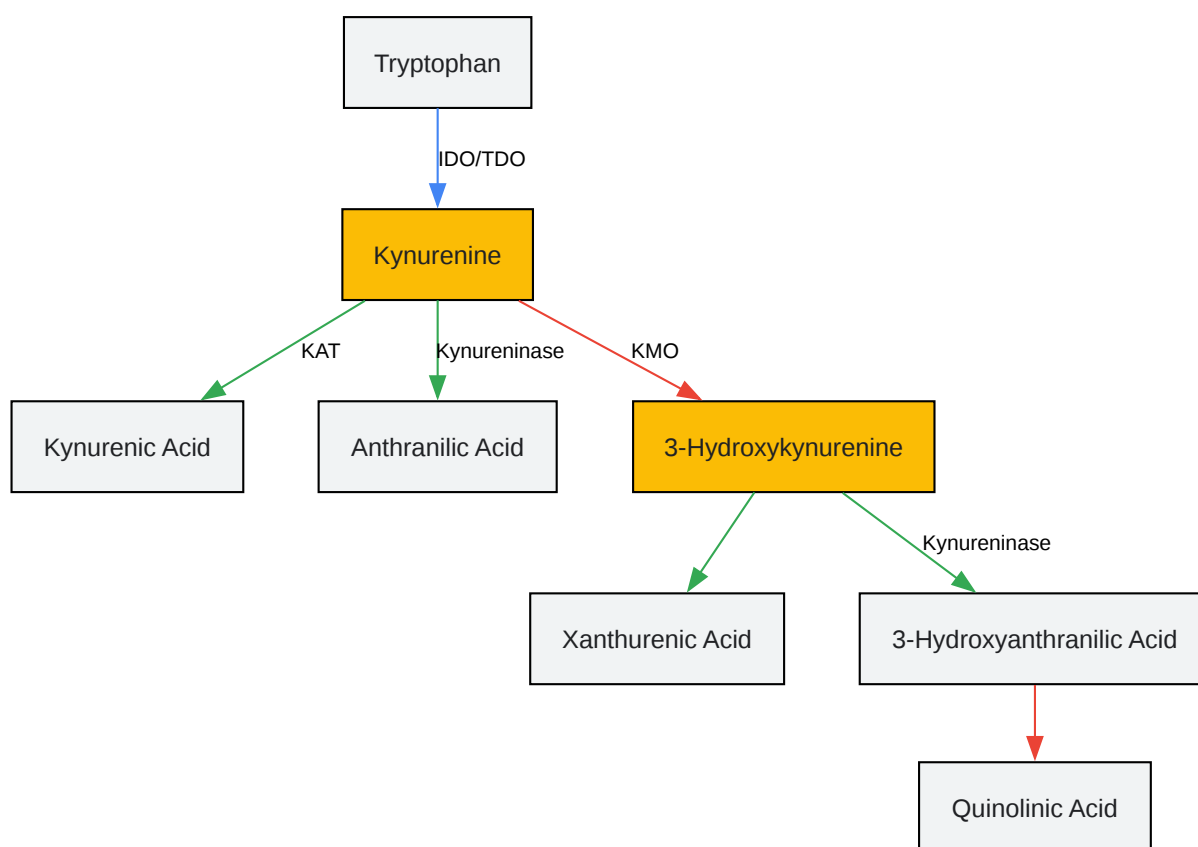 Tryptophan
IDO/TDO
Kynurenine
KAT
Kynureninase
KMO
Kynurenic Acid
Anthranilic Acid
3-Hydroxykynurenine
Kynureninase
Xanthurenic Acid
3-Hydroxyanthranilic Acid
Quinolinic Acid